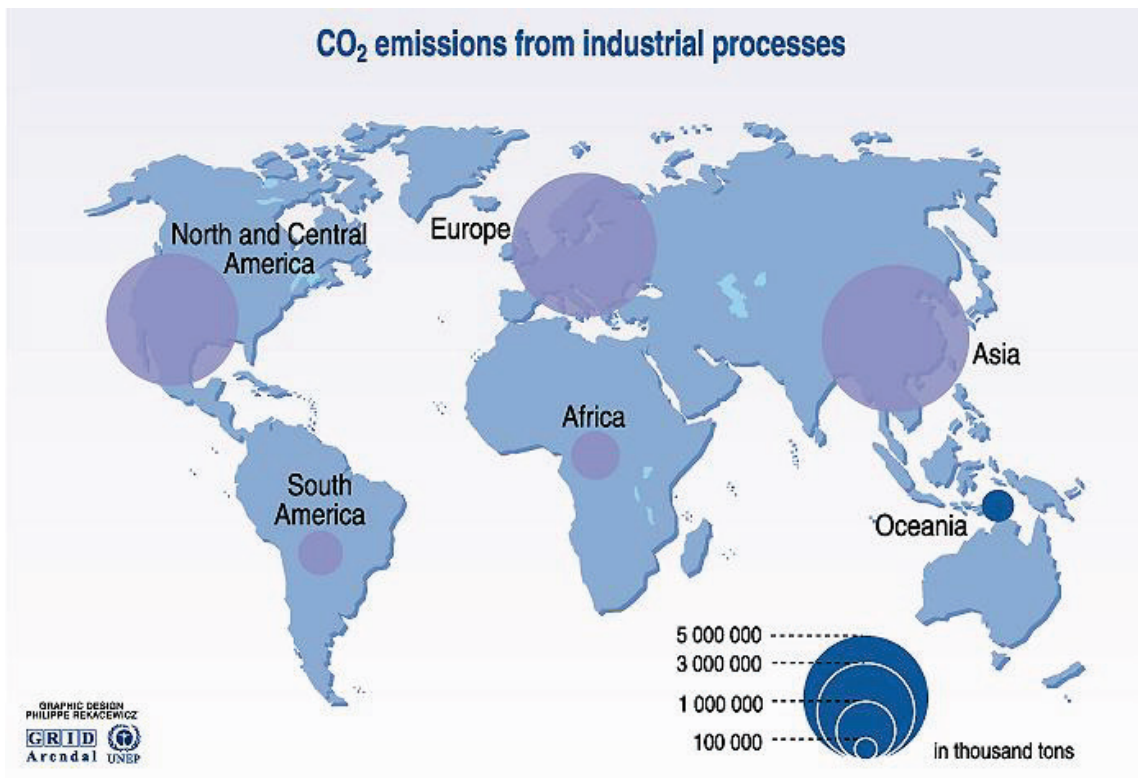 CO₂ emissions from industrial processes
North and Central
America
Europe
Asia
Africa
South
America
Oceania
5 000 000
3 000 000
1 000 000
100 000
in thousand tons
GRAPHIC DESIGN
PHILIPPE REKACEWICZ
GRID
Arendal
UNEP